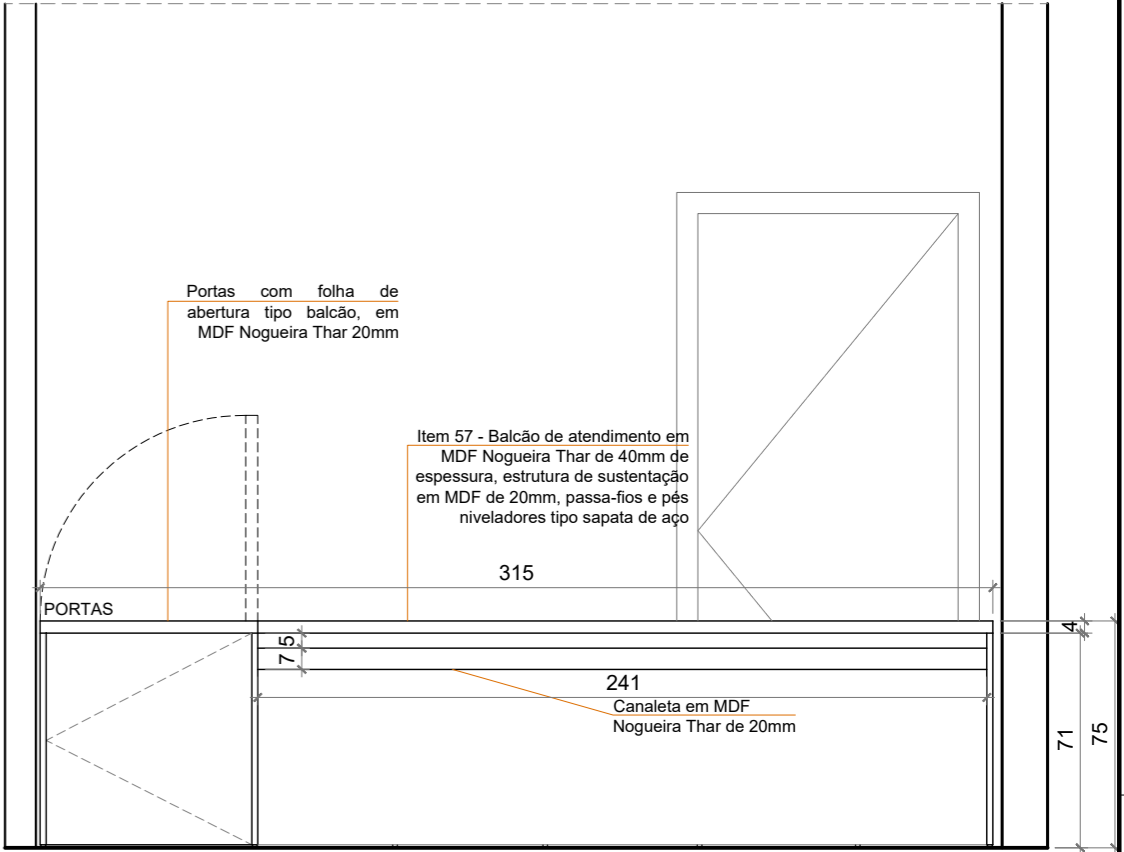 Portas com folha de
abertura tipo balcão, em
MDF Nogueira Thar 20mm
Item 57 - Balcão de atendimento em
MDF Nogueira Thar de 40mm de
espessura, estrutura de sustentação
em MDF de 20mm, passa-fios e pés
niveladores tipo sapata de aço
315
PORTAS
4
5
7
241
Canaleta em MDF
Nogueira Thar de 20mm
71
75